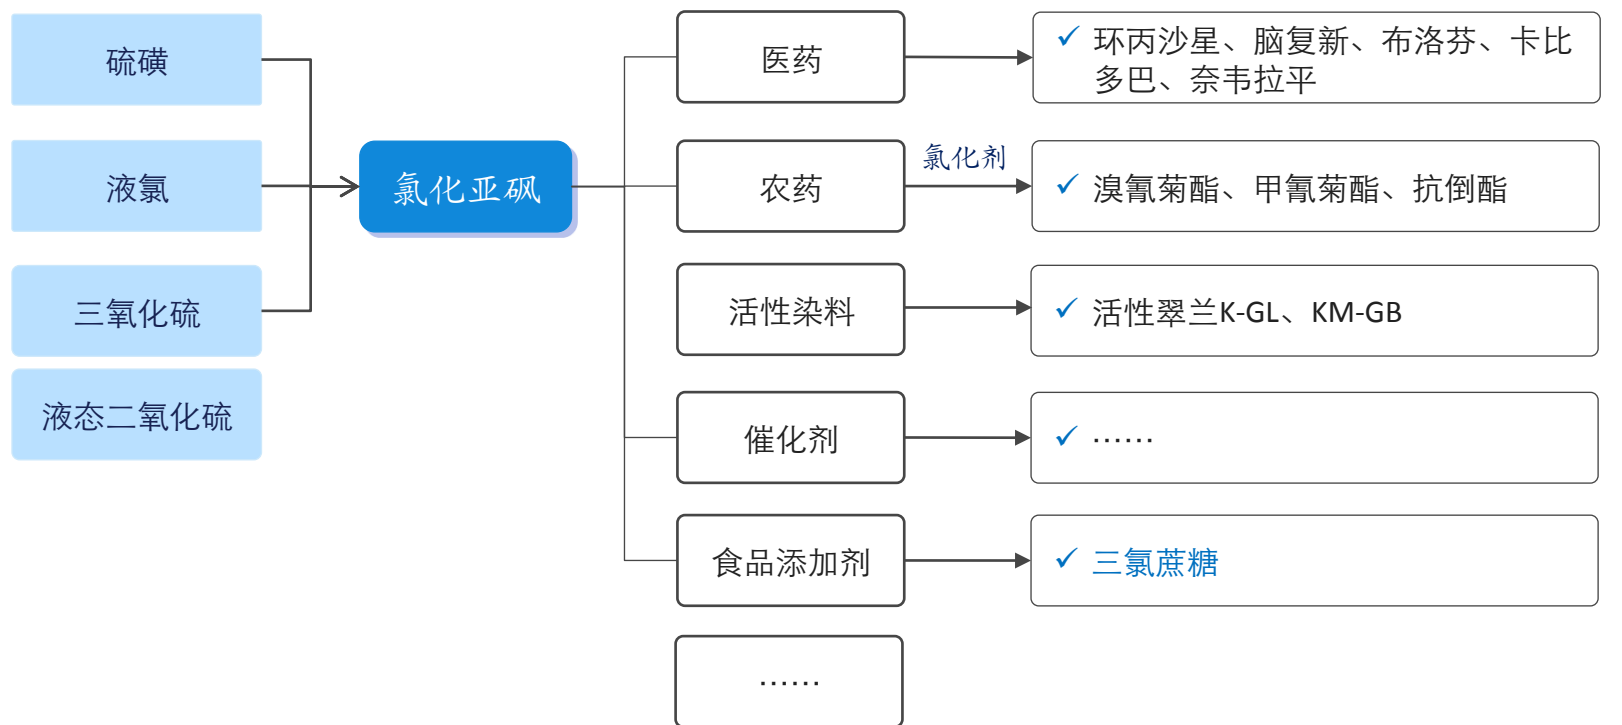 硫磺
液氯
三氧化硫
液态二氧化硫
氯化亚砜
医药
农药
活性染料
催化剂
食品添加剂
……
氯化剂
✓ 环丙沙星、脑复新、布洛芬、卡比
多巴、奈韦拉平
✓ 溴氰菊酯、甲氰菊酯、抗倒酯
✓ 活性翠兰K-GL、KM-GB
✓ ……
✓ 三氯蔗糖